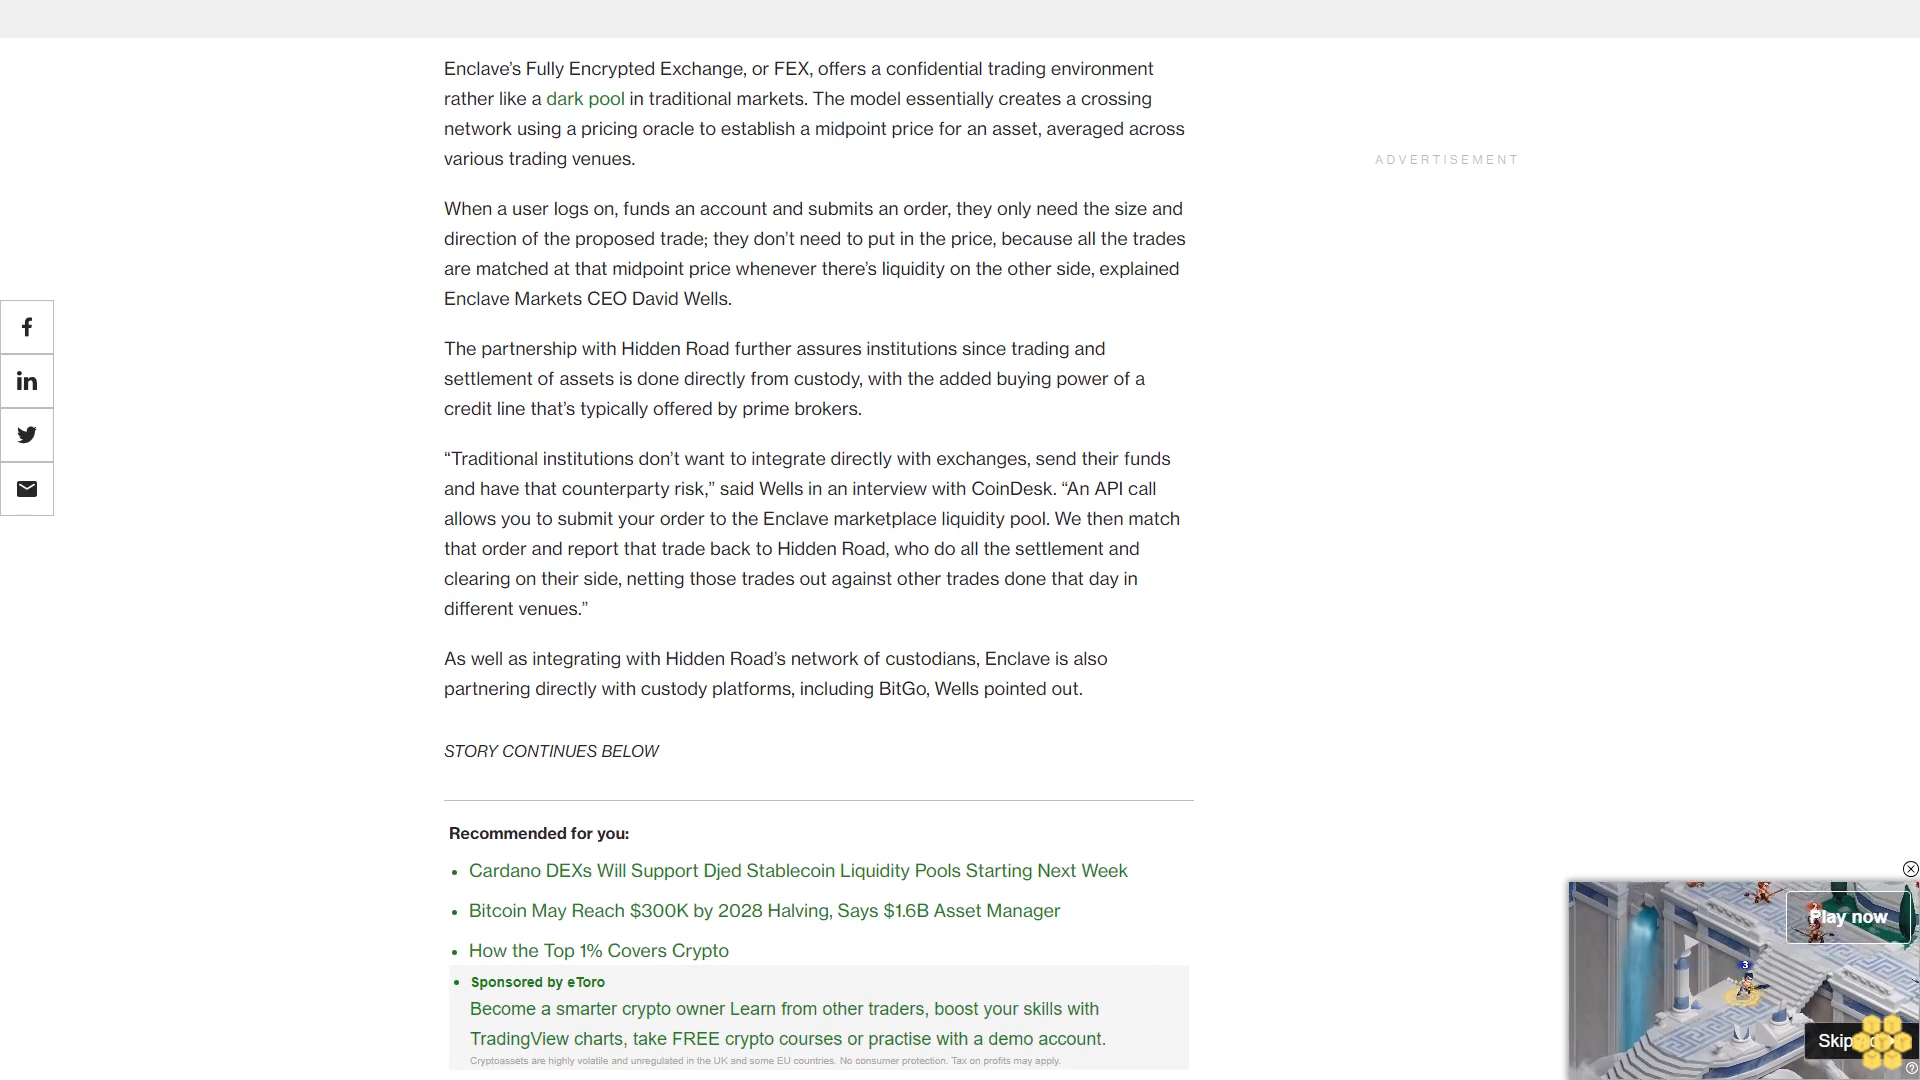 Enclave’s Fully Encrypted Exchange, or FEX, offers a confidential trading environment
rather like a dark pool in traditional markets. The model essentially creates a crossing
network using a pricing oracle to establish a midpoint price for an asset, averaged across
various trading venues.
ADVERTISEMENT
When a user logs on, funds an account and submits an order, they only need the size and
direction of the proposed trade; they don’t need to put in the price, because all the trades
are matched at that midpoint price whenever there’s liquidity on the other side, explained
Enclave Markets CEO David Wells.
The partnership with Hidden Road further assures institutions since trading and
settlement of assets is done directly from custody, with the added buying power of a
credit line that’s typically offered by prime brokers.
“Traditional institutions don’t want to integrate directly with exchanges, send their funds
and have that counterparty risk,” said Wells in an interview with CoinDesk. “An API call
allows you to submit your order to the Enclave marketplace liquidity pool. We then match
that order and report that trade back to Hidden Road, who do all the settlement and
clearing on their side, netting those trades out against other trades done that day in
different venues.”
As well as integrating with Hidden Road’s network of custodians, Enclave is also
partnering directly with custody platforms, including BitGo, Wells pointed out.
STORY CONTINUES BELOW
Recommended for you:
• Cardano DEXs Will Support Djed Stablecoin Liquidity Pools Starting Next Week
• Bitcoin May Reach $300K by 2028 Halving, Says $1.6B Asset Manager
• How the Top 1% Covers Crypto
• Sponsored by eToro
Become a smarter crypto owner Learn from other traders, boost your skills with
TradingView charts, take FREE crypto courses or practise with a demo account.
Cryptoassets are highly volatile and unregulated in the UK and some EU countries. No consumer protection. Tax on profits may apply.
Play now
3
Skip